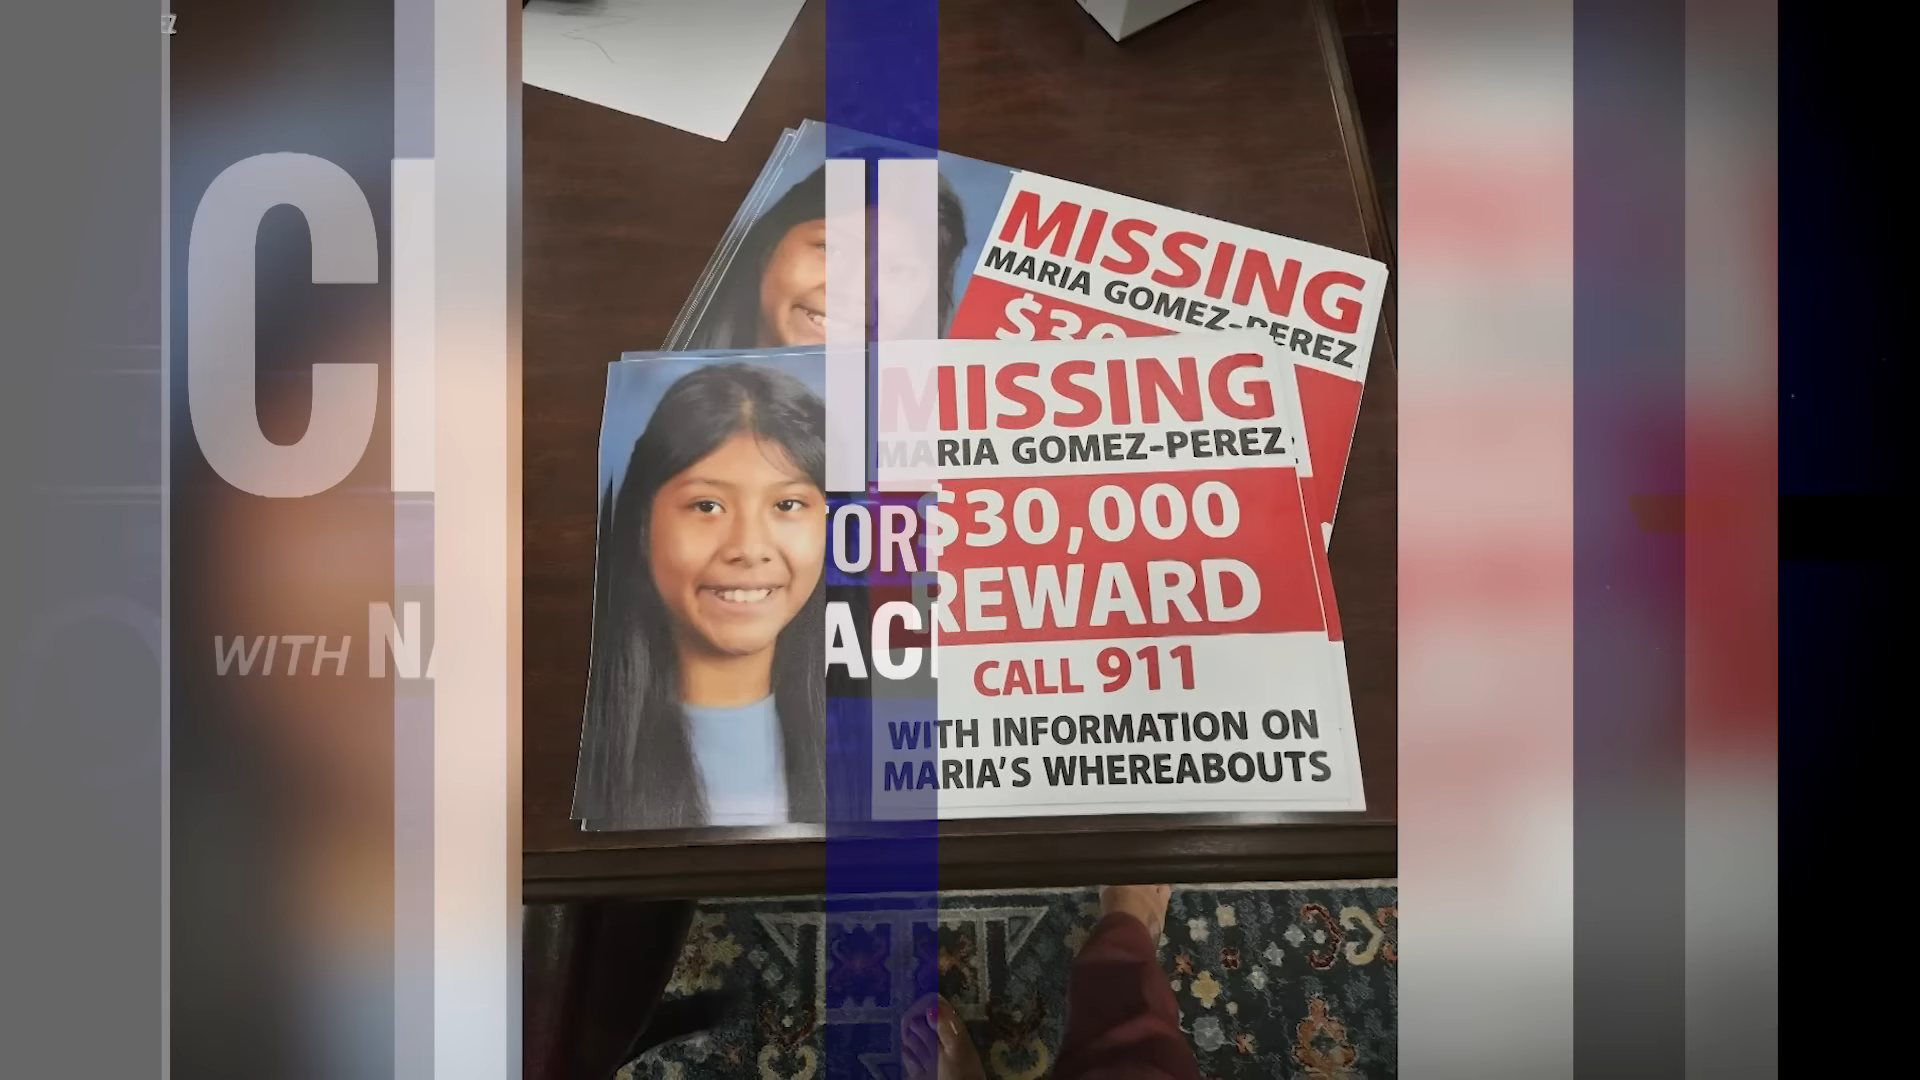 MISSING
MARIA GOMEZ-PEREZ
MISSING
MARIA GOMEZ-PEREZ
$30,000
REWARD
CALL 911
WITH INFORMATION ON
MARIA'S WHEREABOUTS
WITH